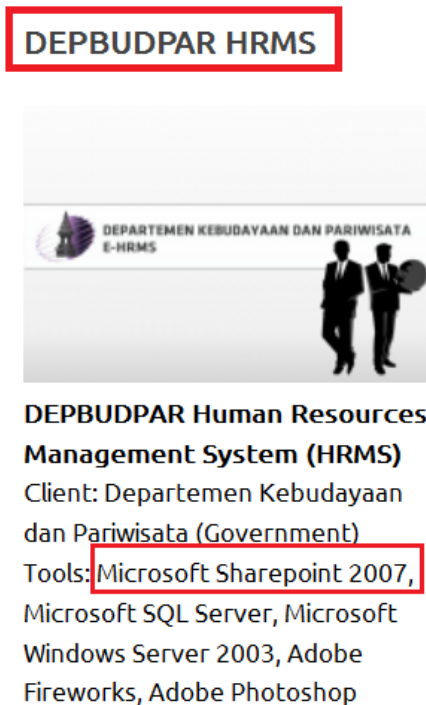 DEPBUDPAR HRMS
DEPARTEMEN KEBUDAYAAN DAN PARIWISATA
E-HRMS
DEPBUDPAR Human Resources
Management System (HRMS)
Client: Departemen Kebudayaan
dan Pariwisata (Government)
Tools: Microsoft Sharepoint 2007,
Microsoft SQL Server, Microsoft
Windows Server 2003, Adobe
Fireworks, Adobe Photoshop